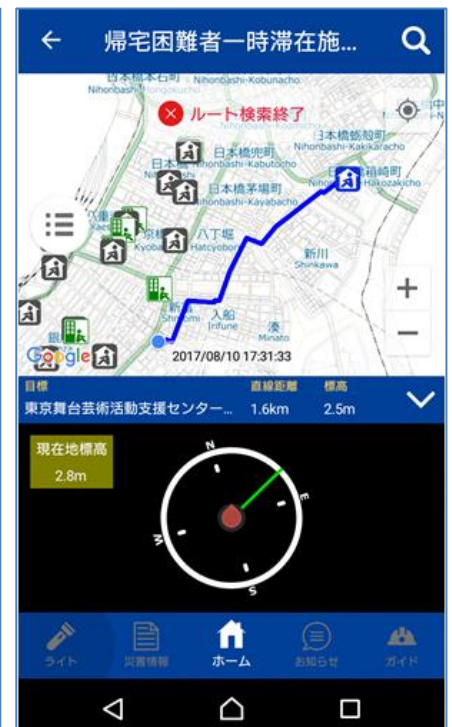 帰宅困難者一時滞在施...
日本橋本石町
Nihonbashi-Kobunacho
ルート検索終了
日本橋蛎殻町
Nihonbashi-Kakikaracho
日本橋兜町
Nihonbashi-Kabutocho
箱崎町
Hakozakicho
日本橋茅場町
Nihonbashi-Kayabacho
八丁堀
Hatcyobori
新川
Shinkawa
入船
Irifune
湊
Minato
Google
2017/08/10 17:31:33
目標
直線距離
標高
東京舞台芸術活動支援センター...
1.6km
2.5m
現在地標高
2.8m
N
E
W
S
ライト
災害情報
ホーム
お知らせ
ガイド